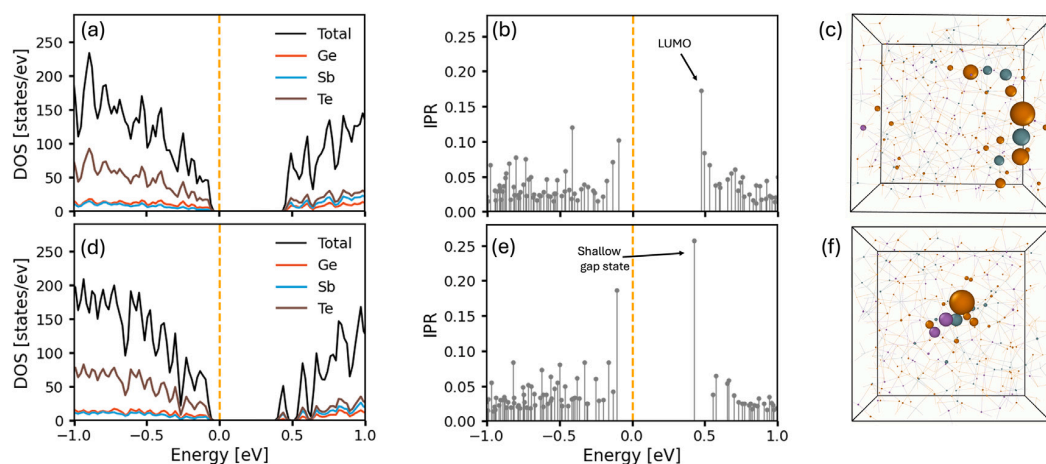 (a)
DOS [states/ev]
250
200
150
100
50
0
Total
Ge
Sb
Te
(b)
IPR
0.25
0.20
0.15
0.10
0.05
0.00
LUMO
(c)
(d)
DOS [states/ev]
250
200
150
100
50
0
Total
Ge
Sb
Te
−1.0 −0.5 0.0 0.5 1.0
Energy [eV]
(e)
IPR
0.25
0.20
0.15
0.10
0.05
0.00
Shallow
gap state
−1.0 −0.5 0.0 0.5 1.0
Energy [eV]
(f)